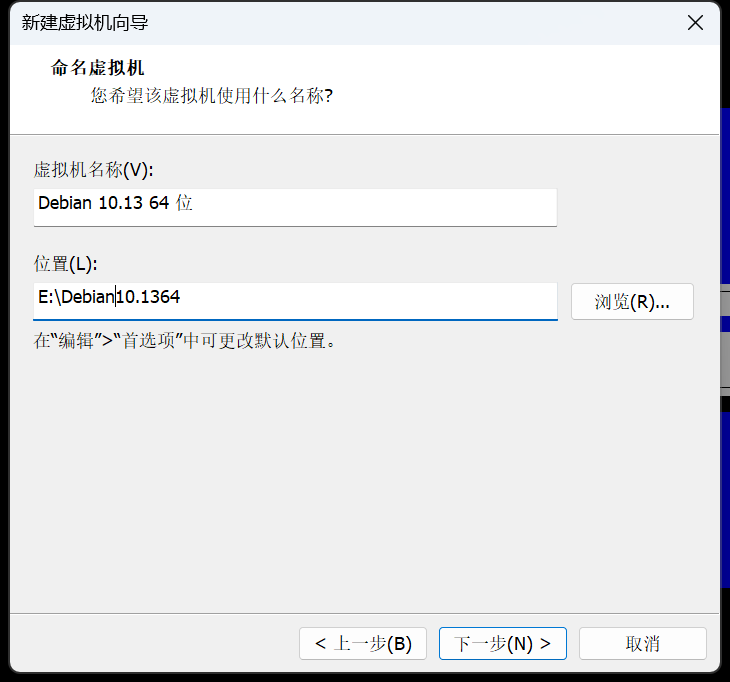 新建虚拟机向导
命名虚拟机
您希望该虚拟机使用什么名称?
虚拟机名称(V):
Debian 10.13 64 位
位置(L):
E:\Debian10.1364
浏览(R)...
在“编辑”>“首选项”中可更改默认位置。
< 上一步(B)
下一步(N) >
取消